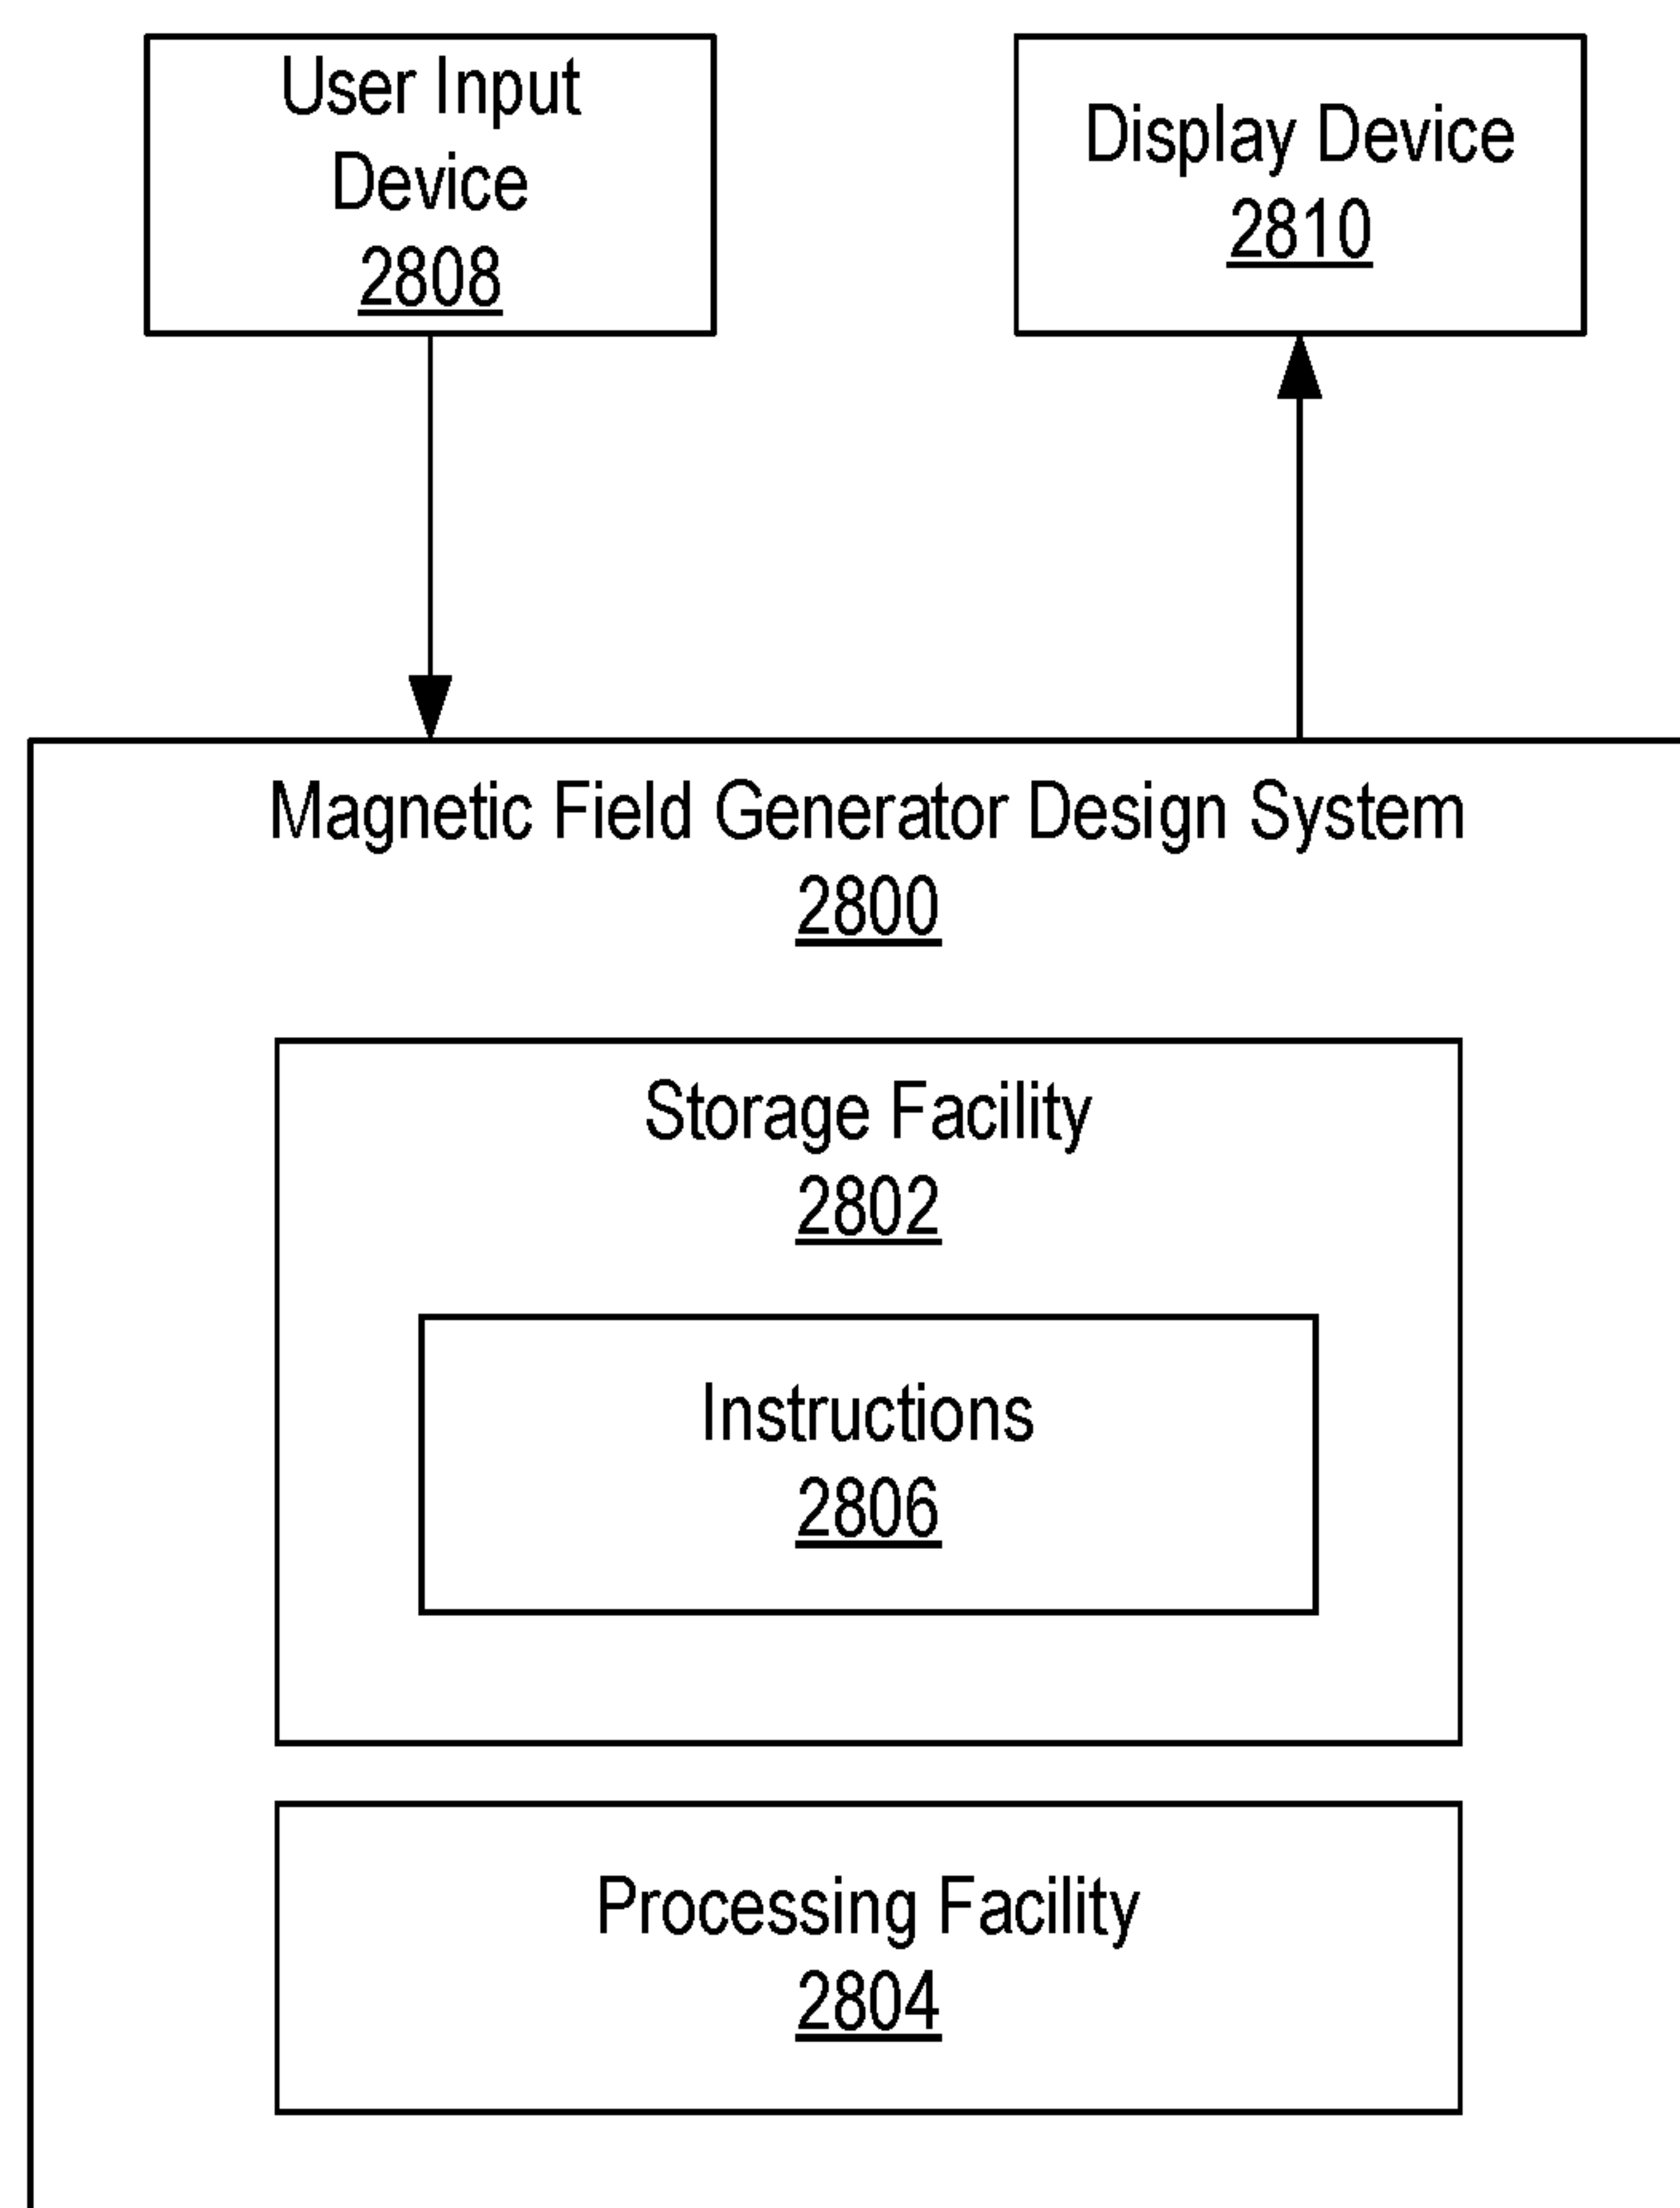 User Input
Device
2808
Display Device
2810
Magnetic Field Generator Design System
2800
Storage Facility
2802
Instructions
2806
Processing Facility
2804